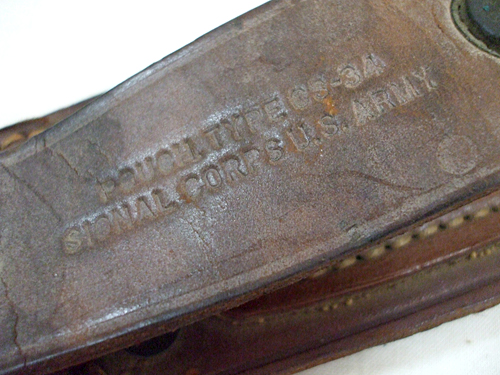 POUCH, TYPE CS-34
SIGNAL CORPS U.S. ARMY